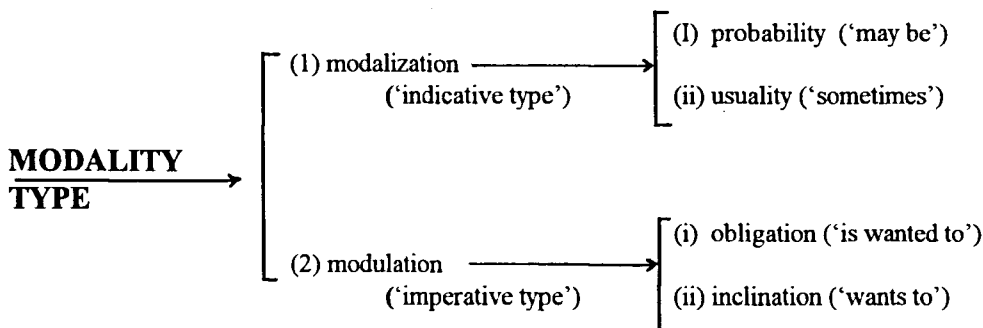 (I) probability (‘may be’)
(1) modalization
(‘indicative type’)
(ii) usuality (‘sometimes’)
MODALITY
TYPE
(i) obligation (‘is wanted to’)
(2) modulation
(‘imperative type’)
(ii) inclination (‘wants to’)